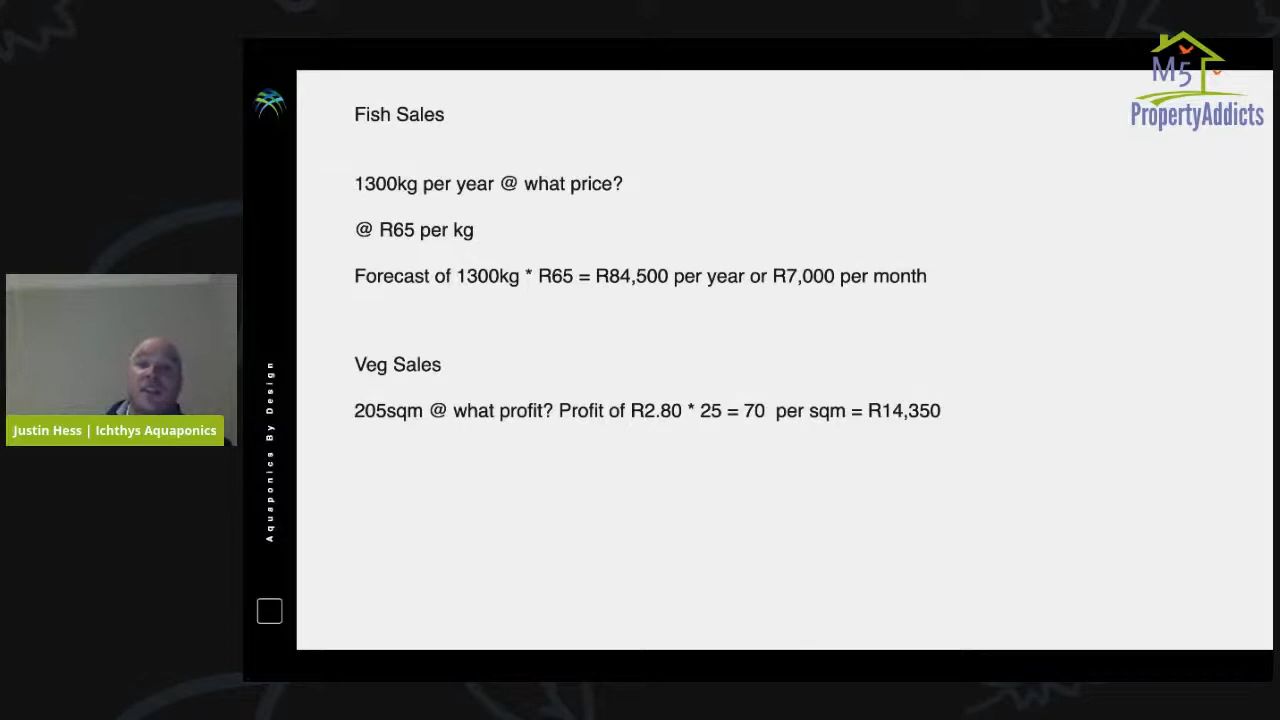 M5
PropertyAddicts
Fish Sales
1300kg per year @ what price?
@ R65 per kg
Forecast of 1300kg * R65 = R84,500 per year or R7,000 per month
Veg Sales
205sqm @ what profit? Profit of R2.80 * 25 = 70  per sqm = R14,350
Aquaponics By Design
Justin Hess | Ichthys Aquaponics